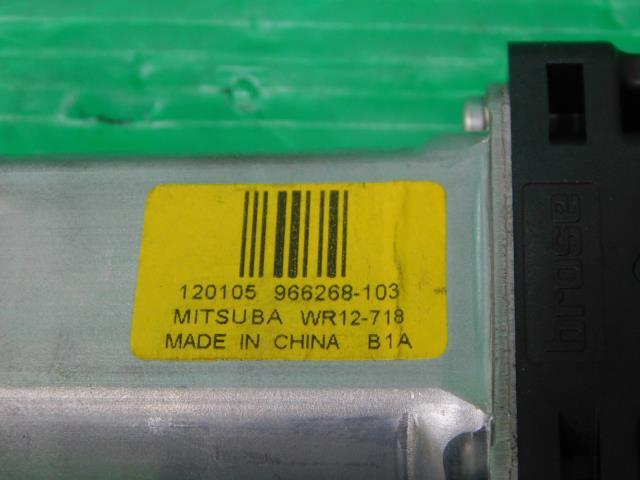 120105 966268-103
MITSUBA WR12-718
MADE IN CHINA B1A
brose